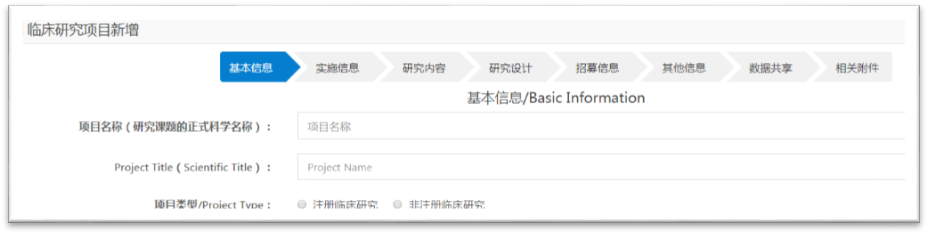 临床研究项目新增
基本信息 实施信息 研究内容 研究设计 招募信息 其他信息 数据共享 相关附件
基本信息/Basic Information
项目名称（研究课题的正式科学名称）： 项目名称
Project Title（Scientific Title）： Project Name
项目类型/Project Type： 注册临床研究 非注册临床研究